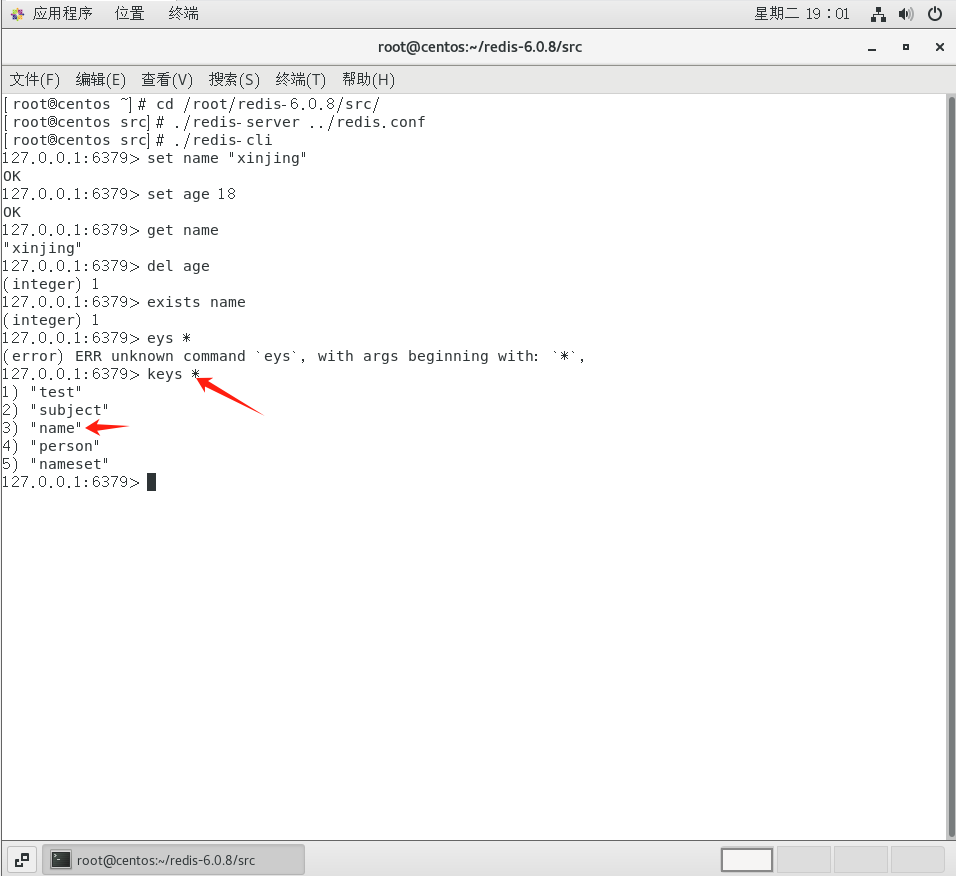 应用程序 位置 终端 星期二 19：01
root@centos:~/redis-6.0.8/src
文件(F) 编辑(E) 查看(V) 搜索(S) 终端(T) 帮助(H)
[root@centos ~]# cd /root/redis-6.0.8/src/
[root@centos src]# ./redis-server ../redis.conf
[root@centos src]# ./redis-cli
127.0.0.1:6379> set name "xinjing"
OK
127.0.0.1:6379> set age 18
OK
127.0.0.1:6379> get name
"xinjing"
127.0.0.1:6379> del age
(integer) 1
127.0.0.1:6379> exists name
(integer) 1
127.0.0.1:6379> eys *
(error) ERR unknown command `eys`, with args beginning with: `*`,
127.0.0.1:6379> keys *
1) "test"
2) "subject"
3) "name"
4) "person"
5) "nameset"
127.0.0.1:6379>
root@centos:~/redis-6.0.8/src